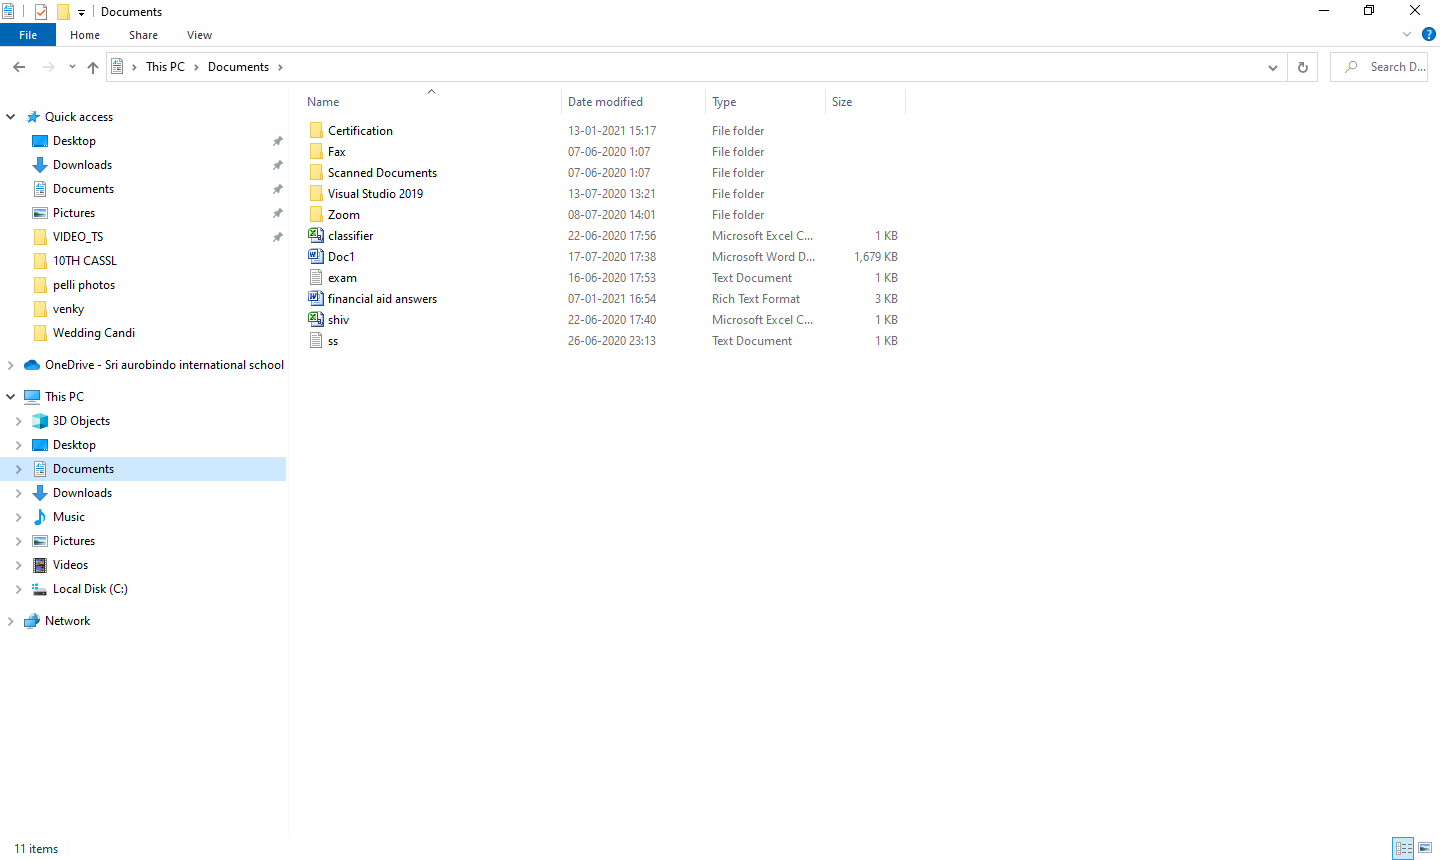 Documents
File Home Share View
This PC Documents Search D...
Name Date modified Type Size
Quick access
Desktop
Downloads
Documents
Pictures
VIDEO_TS
10TH CASSL
pelli photos
venky
Wedding Candi
OneDrive - Sri aurobindo international school
This PC
3D Objects
Desktop
Documents
Downloads
Music
Pictures
Videos
Local Disk (C:)
Network
Certification 13-01-2021 15:17 File folder
Fax 07-06-2020 1:07 File folder
Scanned Documents 07-06-2020 1:07 File folder
Visual Studio 2019 13-07-2020 13:21 File folder
Zoom 08-07-2020 14:01 File folder
classifier 22-06-2020 17:56 Microsoft Excel C... 1 KB
Doc1 17-07-2020 17:38 Microsoft Word D... 1,679 KB
exam 16-06-2020 17:53 Text Document 1 KB
financial aid answers 07-01-2021 16:54 Rich Text Format 3 KB
shiv 22-06-2020 17:40 Microsoft Excel C... 1 KB
ss 26-06-2020 23:13 Text Document 1 KB
11 items